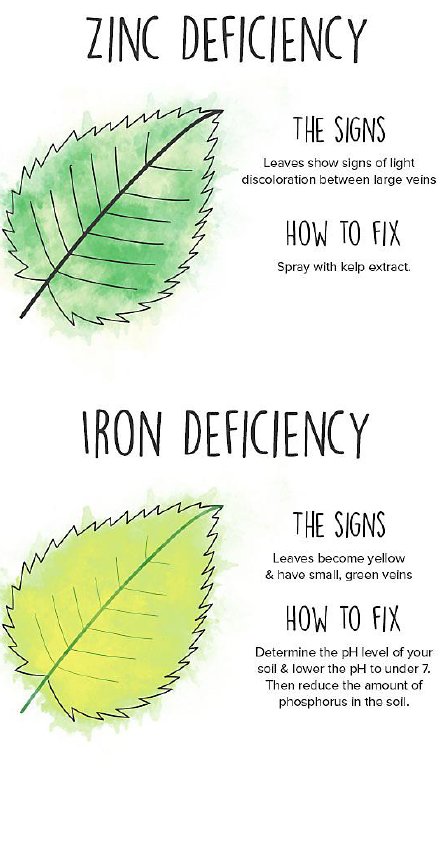 ZINC DEFICIENCY
THE SIGNS
Leaves show signs of light
discoloration between large veins
HOW TO FIX
Spray with kelp extract.
IRON DEFICIENCY
THE SIGNS
Leaves become yellow
& have small, green veins
HOW TO FIX
Determine the pH level of your
soil & lower the pH to under 7.
Then reduce the amount of
phosphorus in the soil.